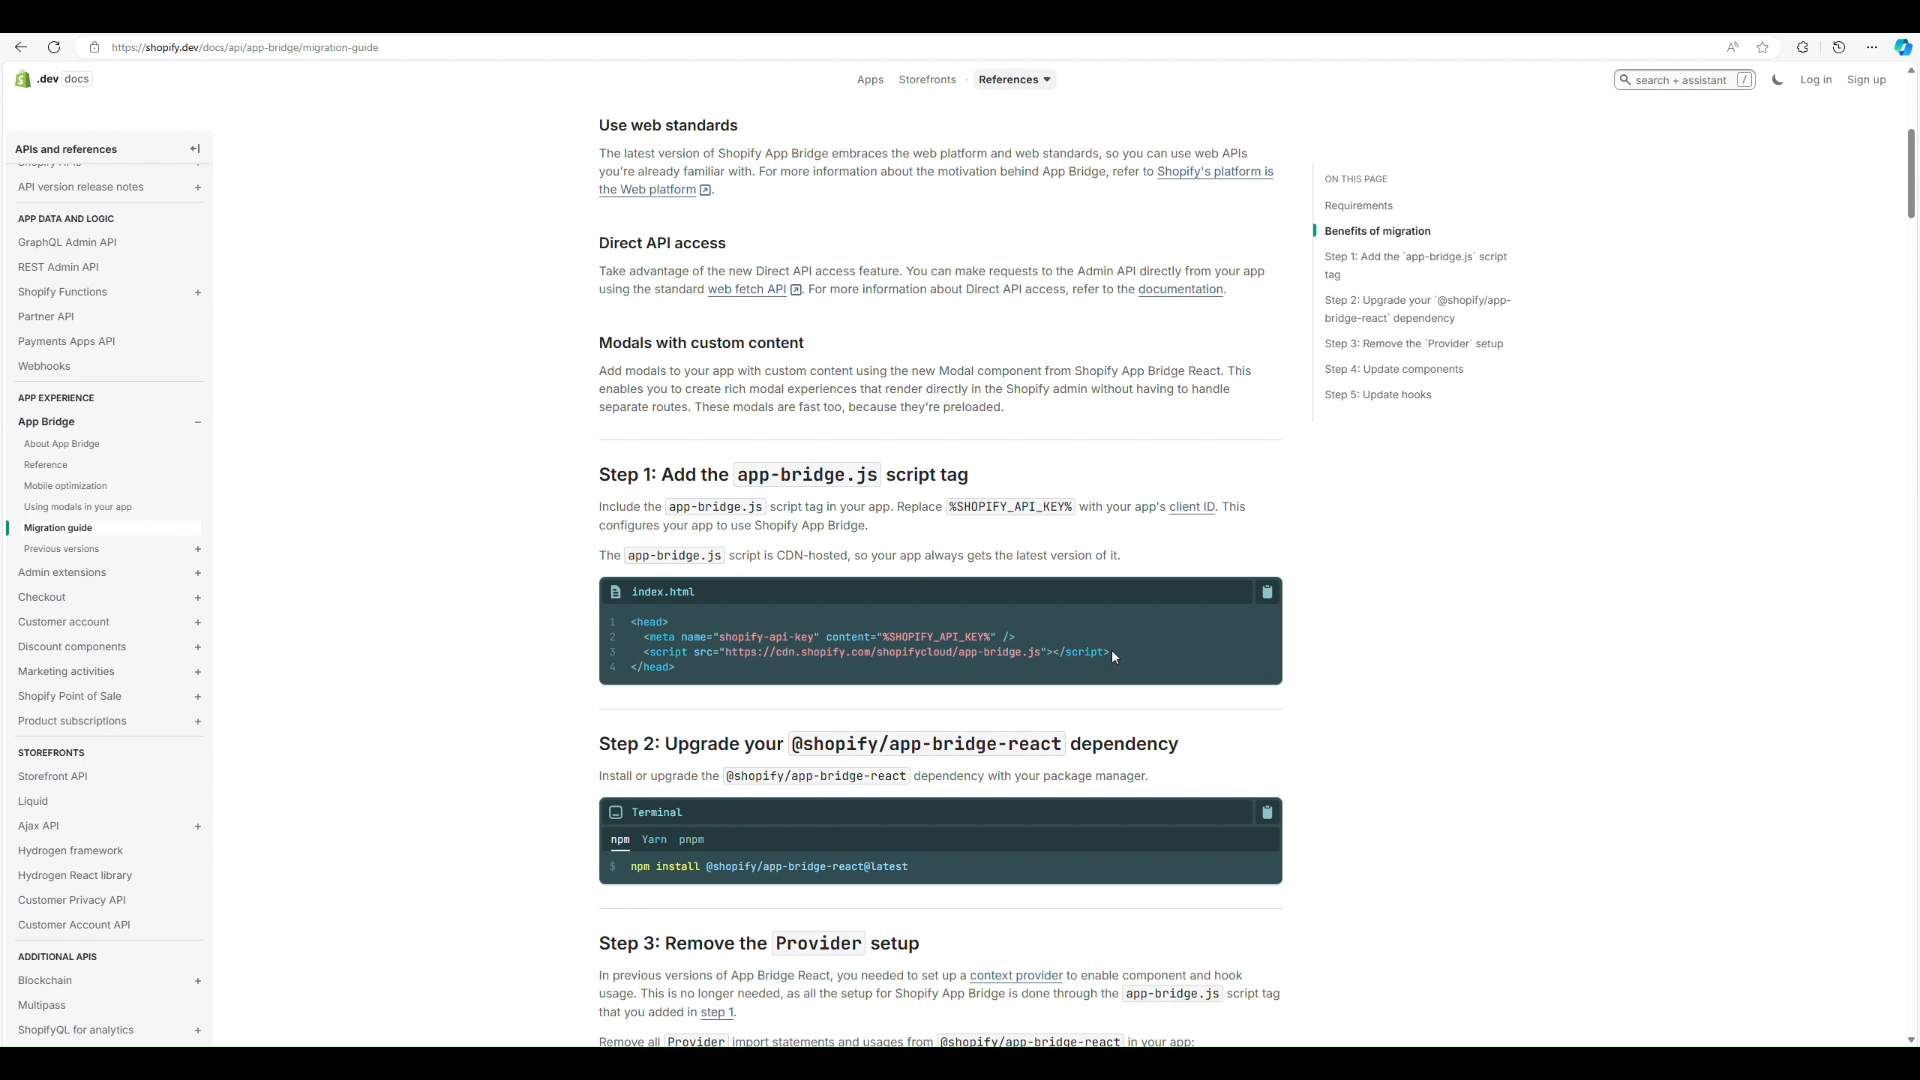 https://shopify.dev/docs/api/app-bridge/migration-guide
.dev docs
Apps
Storefronts
References
search + assistant /
Log in
Sign up
APIs and references
API version release notes
APP DATA AND LOGIC
GraphQL Admin API
REST Admin API
Shopify Functions
Partner API
Payments Apps API
Webhooks
APP EXPERIENCE
App Bridge
About App Bridge
Reference
Mobile optimization
Using modals in your app
Migration guide
Previous versions
Admin extensions
Checkout
Customer account
Discount components
Marketing activities
Shopify Point of Sale
Product subscriptions
STOREFRONTS
Storefront API
Liquid
Ajax API
Hydrogen framework
Hydrogen React library
Customer Privacy API
Customer Account API
ADDITIONAL APIS
Blockchain
Multipass
ShopifyQL for analytics
Use web standards
The latest version of Shopify App Bridge embraces the web platform and web standards, so you can use web APIs
you're already familiar with. For more information about the motivation behind App Bridge, refer to Shopify's platform is
the Web platform.
Direct API access
Take advantage of the new Direct API access feature. You can make requests to the Admin API directly from your app
using the standard web fetch API. For more information about Direct API access, refer to the documentation.
Modals with custom content
Add modals to your app with custom content using the new Modal component from Shopify App Bridge React. This
enables you to create rich modal experiences that render directly in the Shopify admin without having to handle
separate routes. These modals are fast too, because they're preloaded.
Step 1: Add the app-bridge.js script tag
Include the app-bridge.js script tag in your app. Replace %SHOPIFY_API_KEY% with your app's client ID. This
configures your app to use Shopify App Bridge.
The app-bridge.js script is CDN-hosted, so your app always gets the latest version of it.
index.html
1 <head>
2 <meta name="shopify-api-key" content="%SHOPIFY_API_KEY%" />
3 <script src="https://cdn.shopify.com/shopifycloud/app-bridge.js"></script>
4 </head>
Step 2: Upgrade your @shopify/app-bridge-react dependency
Install or upgrade the @shopify/app-bridge-react dependency with your package manager.
Terminal
npm Yarn pnpm
$ npm install @shopify/app-bridge-react@latest
Step 3: Remove the Provider setup
In previous versions of App Bridge React, you needed to set up a context provider to enable component and hook
usage. This is no longer needed, as all the setup for Shopify App Bridge is done through the app-bridge.js script tag
that you added in step 1.
Remove all Provider import statements and usages from @shopify/app-bridge-react in your app:
ON THIS PAGE
Requirements
Benefits of migration
Step 1: Add the `app-bridge.js` script
tag
Step 2: Upgrade your `@shopify/app-
bridge-react` dependency
Step 3: Remove the `Provider` setup
Step 4: Update components
Step 5: Update hooks